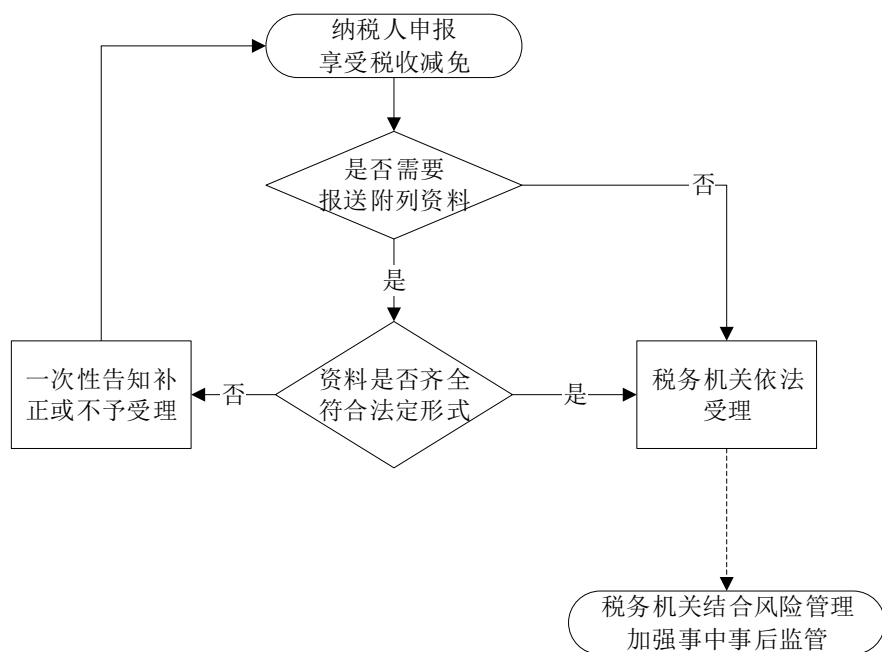 纳税人申报
享受税收减免
是否需要
报送附列资料
否
是
一次性告知补
正或不予受理
否
资料是否齐全
符合法定形式
是
税务机关依法
受理
税务机关结合风险管理
加强事中事后监管